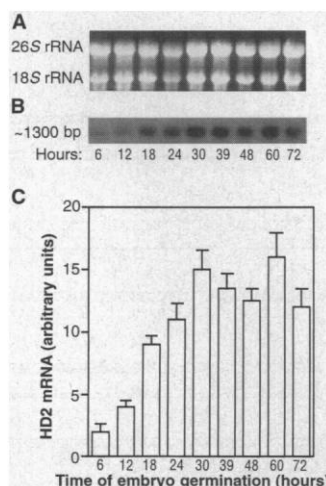 A
26S rRNA
18S rRNA
B
~1300 bp
Hours: 6 12 18 24 30 39 48 60 72
C
HD2 mRNA (arbitrary units)
20
15
10
5
0
6 12 18 24 30 39 48 60 72
Time of embryo germination (hours